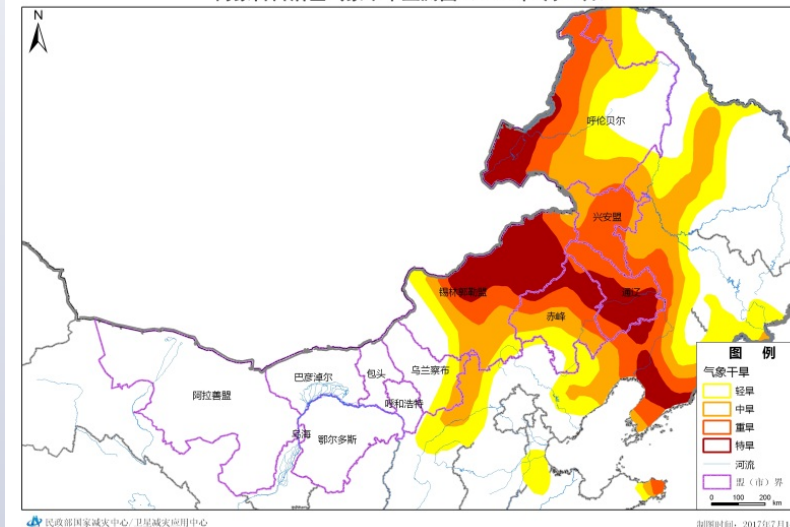 N
呼伦贝尔
兴安盟
锡林郭勒盟
通辽
赤峰
乌兰察布
包头
巴彦淖尔
呼和浩特
阿拉善盟
乌海
鄂尔多斯
图 例
气象干旱
轻旱
中旱
重旱
特旱
河流
盟（市）界
0 100 200
km
民政部国家减灾中心/卫星减灾应用中心
制图时间：2017年7月1